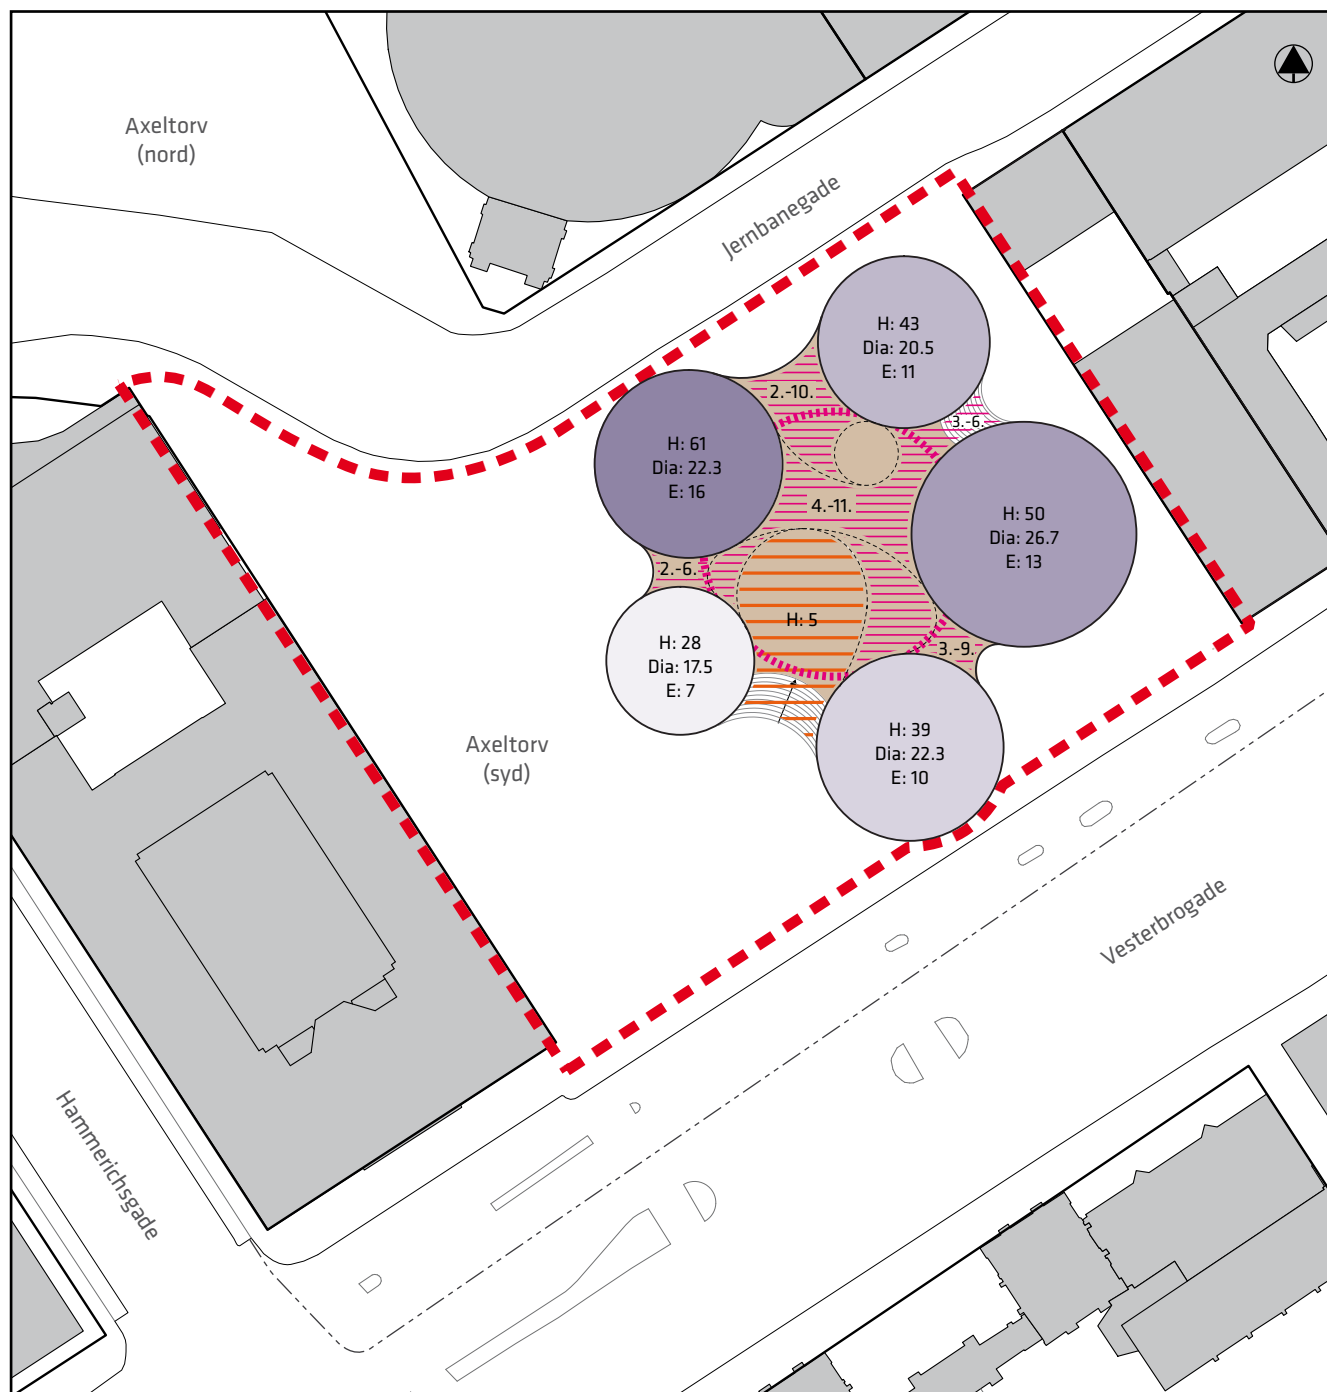 Axeltorv
(nord)
Jernbanegade
H: 43
Dia: 20.5
E: 11
2.-10.
3.-6.
H: 61
Dia: 22.3
E: 16
4.-11.
H: 50
Dia: 26.7
E: 13
2.-6.
H: 5
H: 28
Dia: 17.5
E: 7
3.-9.
Axeltorv
(syd)
H: 39
Dia: 22.3
E: 10
Vesterbrogade
Hammerichsgade